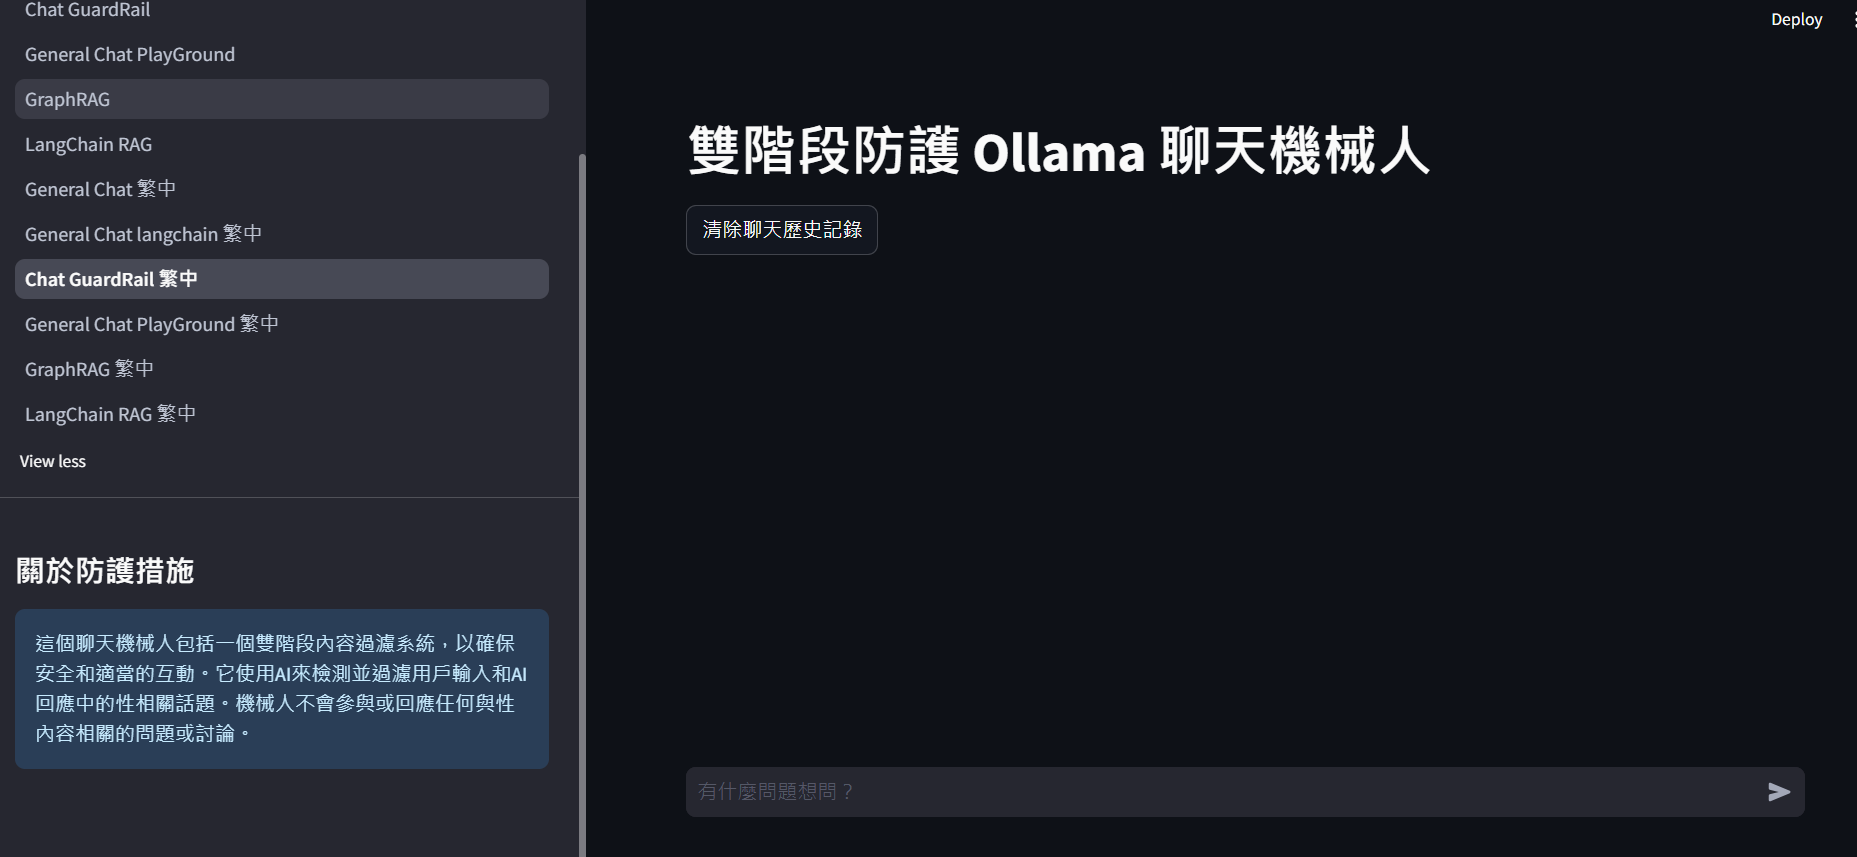 Chat GuardRail
General Chat PlayGround
GraphRAG
LangChain RAG
General Chat 繁中
General Chat langchain 繁中
Chat GuardRail 繁中
General Chat PlayGround 繁中
GraphRAG 繁中
LangChain RAG 繁中
View less
關於防護措施
這個聊天機械人包括一個雙階段內容過濾系統，以確保
安全和適當的互動。它使用AI來檢測並過濾用戶輸入和AI
回應中的性相關話題。機械人不會參與或回應任何與性
內容相關的問題或討論。
Deploy
雙階段防護 Ollama 聊天機械人
清除聊天歷史記錄
有什麼問題想問？